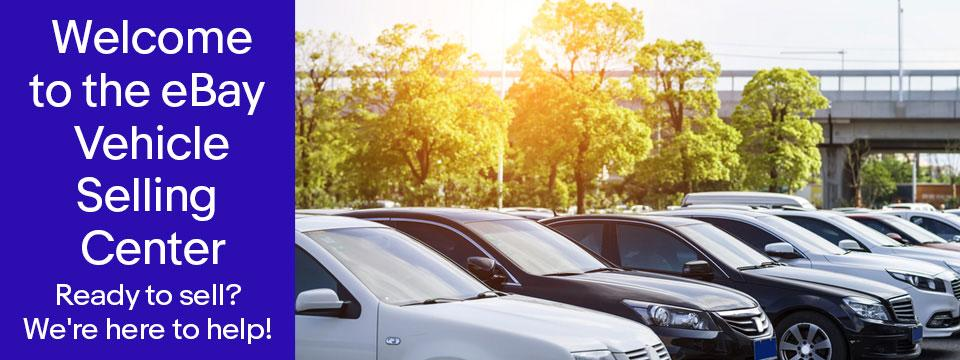 Welcome
to the eBay
Vehicle
Selling
Center
Ready to sell?
We're here to help!